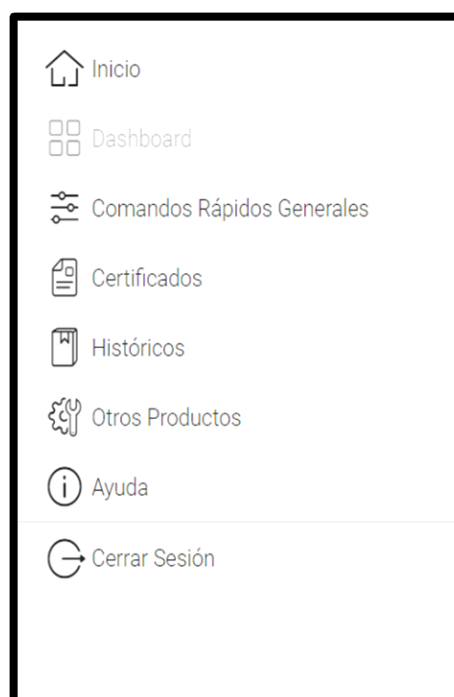 Inicio
Dashboard
Comandos Rápidos Generales
Certificados
Históricos
Otros Productos
Ayuda
Cerrar Sesión